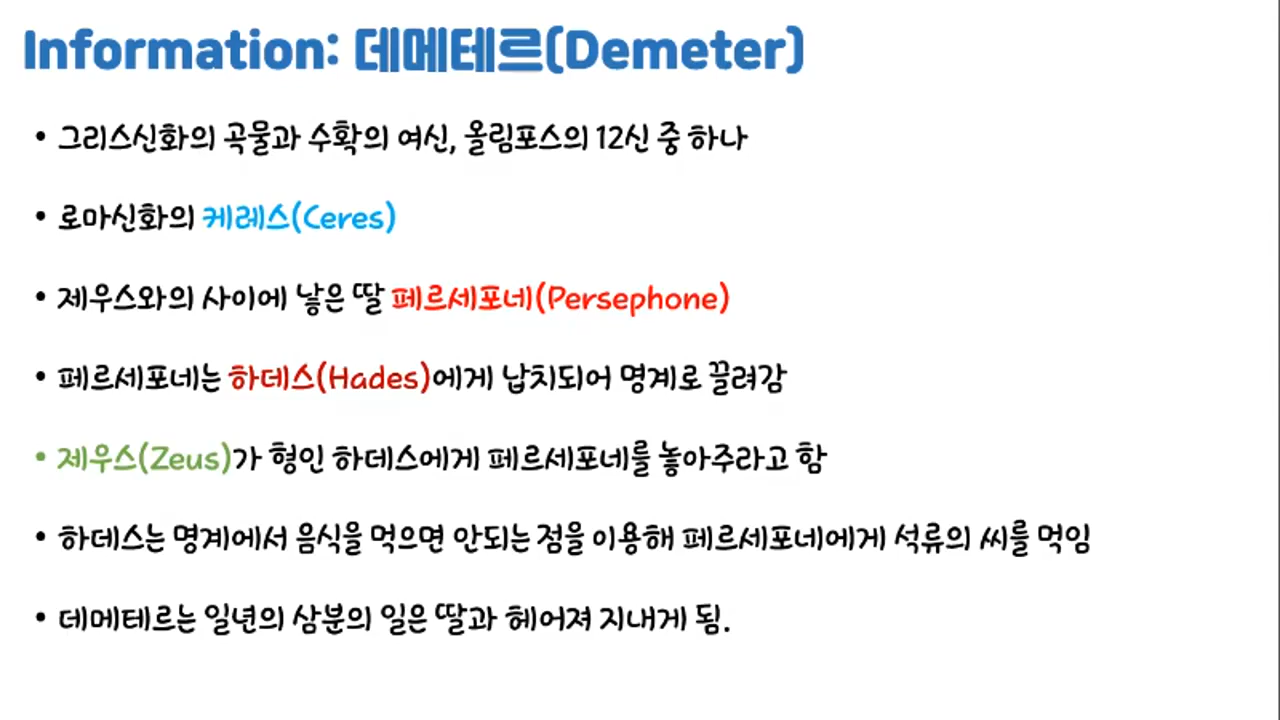 Information: 데메테르(Demeter)
• 그리스신화의 곡물과 수확의 여신, 올림포스의 12신 중 하나
• 로마신화의 케레스(Ceres)
• 제우스와의 사이에 낳은 딸 페르세포네(Persephone)
• 페르세포네는 하데스(Hades)에게 납치되어 명계로 끌려감
• 제우스(Zeus)가 형인 하데스에게 페르세포네를 놓아주라고 함
• 하데스는 명계에서 음식을 먹으면 안되는 점을 이용해 페르세포네에게 석류의 씨를 먹임
• 데메테르는 일년의 삼분의 일은 딸과 헤어져 지내게 됨.